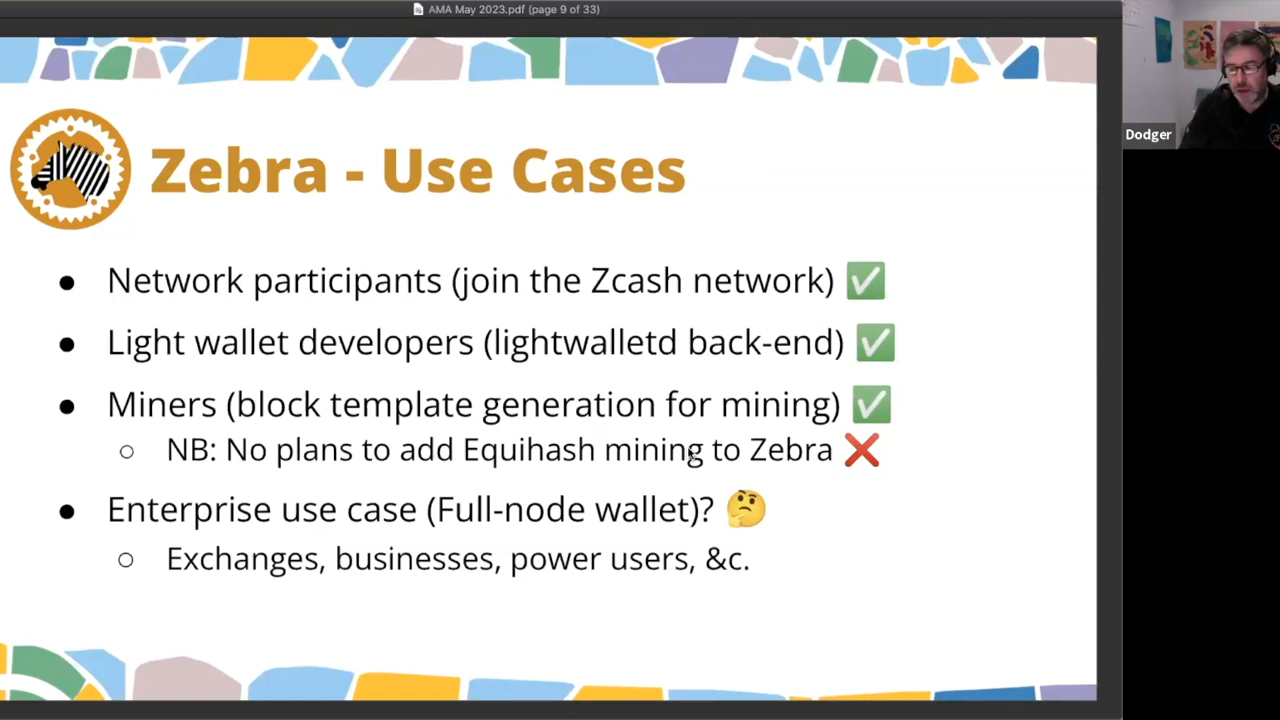 AMA May 2023.pdf (page 9 of 33)
Zebra - Use Cases
● Network participants (join the Zcash network) ✅
● Light wallet developers (lightwalletd back-end) ✅
● Miners (block template generation for mining) ✅
○ NB: No plans to add Equihash mining to Zebra ❌
● Enterprise use case (Full-node wallet)? 🤔
○ Exchanges, businesses, power users, &c.
Dodger